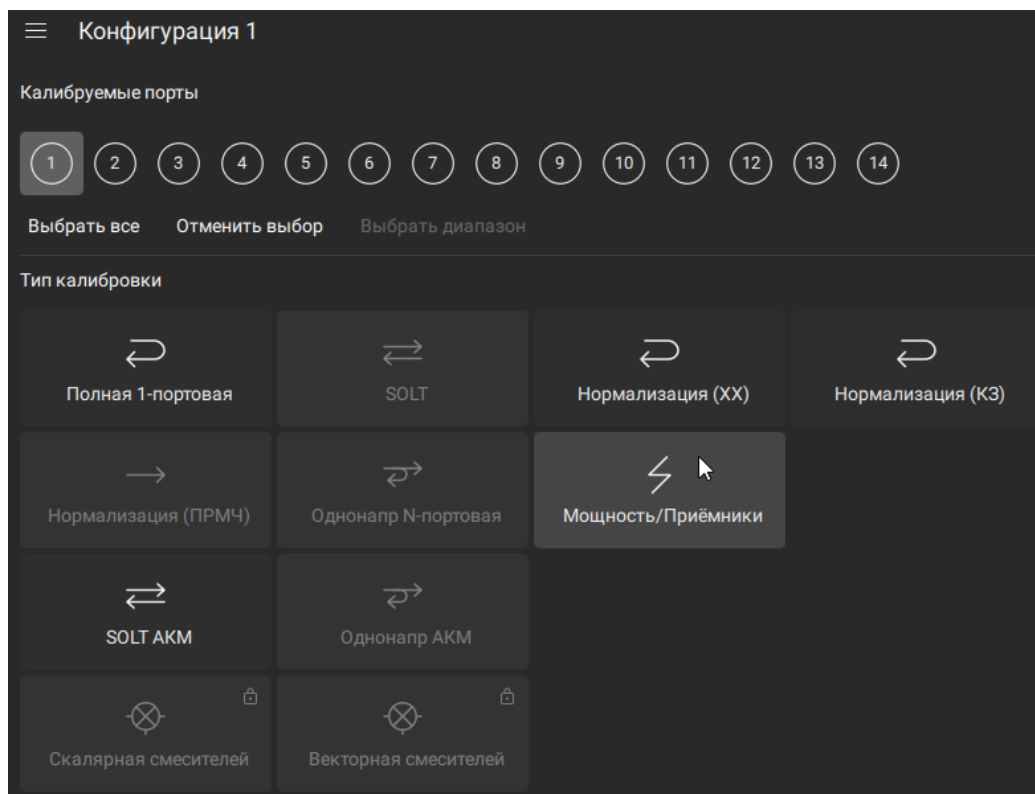 Конфигурация 1
Калибруемые порты
1 2 3 4 5 6 7 8 9 10 11 12 13 14
Выбрать все Отменить выбор Выбрать диапазон
Тип калибровки
Полная 1-портовая SOLT Нормализация (ХХ) Нормализация (КЗ)
Нормализация (ПРМЧ) Однонапр N-портовая Мощность/Приёмники
SOLT АКМ Однонапр АКМ
Скалярная смесителей Векторная смесителей